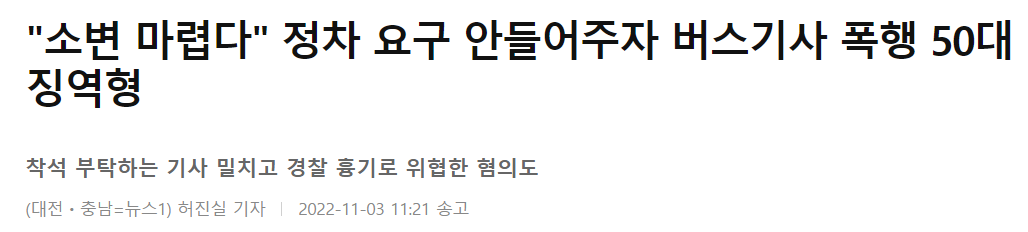 "소변 마렵다" 정차 요구 안들어주자 버스기사 폭행 50대
징역형
착석 부탁하는 기사 밀치고 경찰 흉기로 위협한 혐의도
(대전ㆍ충남=뉴스1) 허진실 기자 | 2022-11-03 11:21 송고